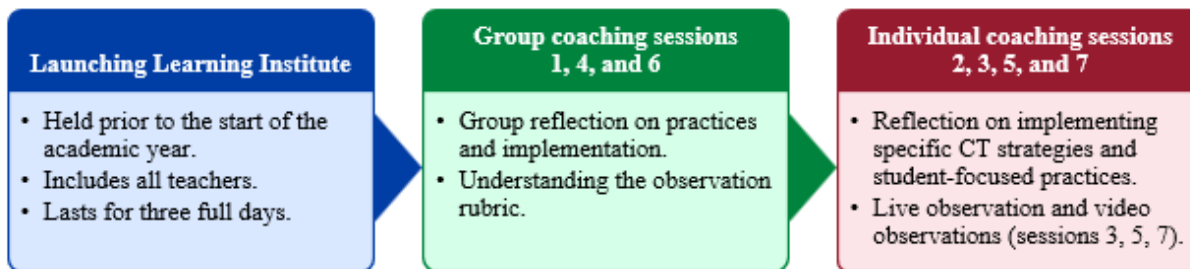 Launching Learning Institute
• Held prior to the start of the
academic year.
• Includes all teachers.
• Lasts for three full days.
Group coaching sessions
1, 4, and 6
• Group reflection on practices
and implementation.
• Understanding the observation
rubric.
Individual coaching sessions
2, 3, 5, and 7
• Reflection on implementing
specific CT strategies and
student-focused practices.
• Live observation and video
observations (sessions 3, 5, 7).